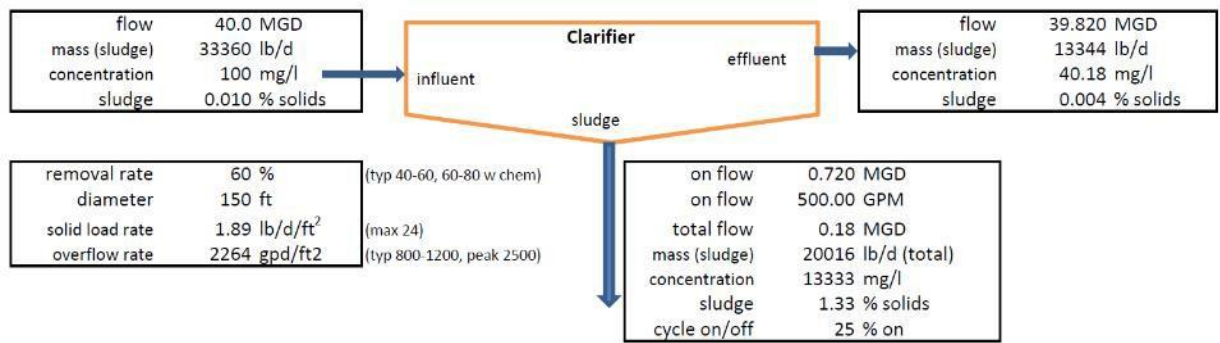 flow 40.0 MGD
mass (sludge) 33360 lb/d
concentration 100 mg/l
sludge 0.010 % solids
Clarifier
influent
effluent
sludge
flow 39.820 MGD
mass (sludge) 13344 lb/d
concentration 40.18 mg/l
sludge 0.004 % solids
removal rate 60 % (typ 40-60, 60-80 w chem)
diameter 150 ft
solid load rate 1.89 lb/d/ft² (max 24)
overflow rate 2264 gpd/ft2 (typ 800-1200, peak 2500)
on flow 0.720 MGD
on flow 500.00 GPM
total flow 0.18 MGD
mass (sludge) 20016 lb/d (total)
concentration 13333 mg/l
sludge 1.33 % solids
cycle on/off 25 % on